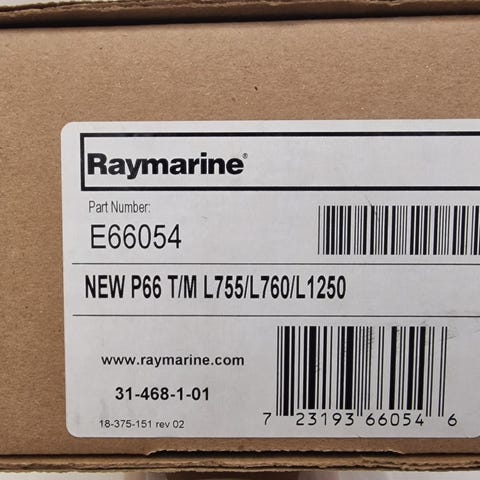 Raymarine®
Part Number:
E66054
NEW P66 T/M L755/L760/L1250
www.raymarine.com
31-468-1-01
18-375-151 rev 02
7 23193 66054 6